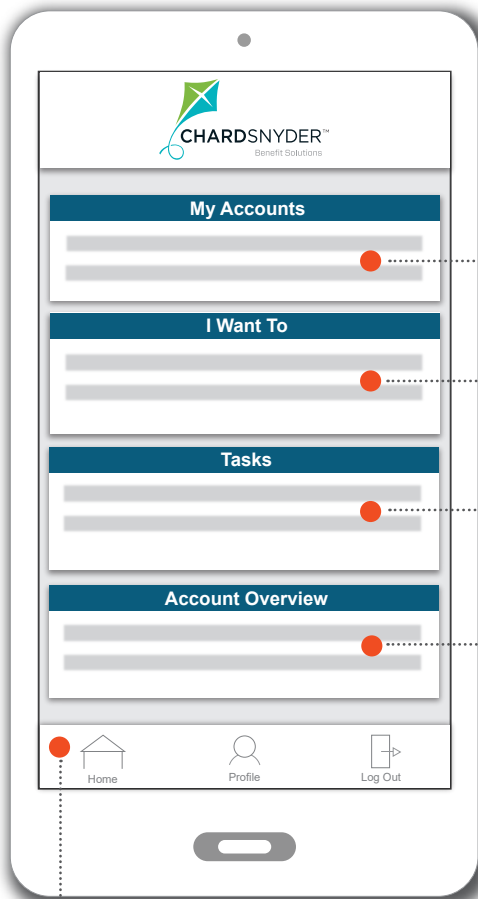 CHARDSNYDER™
Benefit Solutions
My Accounts
I Want To
Tasks
Account Overview
Home Profile Log Out